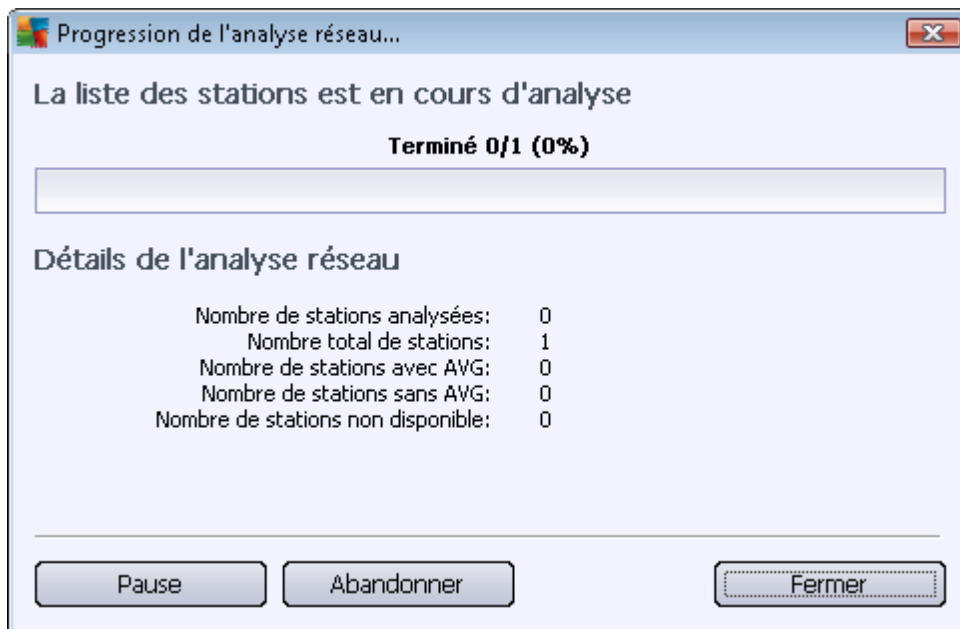 Progression de l'analyse réseau...
La liste des stations est en cours d'analyse
Terminé 0/1 (0%)
Détails de l'analyse réseau
Nombre de stations analysées: 0
Nombre total de stations: 1
Nombre de stations avec AVG: 0
Nombre de stations sans AVG: 0
Nombre de stations non disponible: 0
Pause Abandonner Fermer